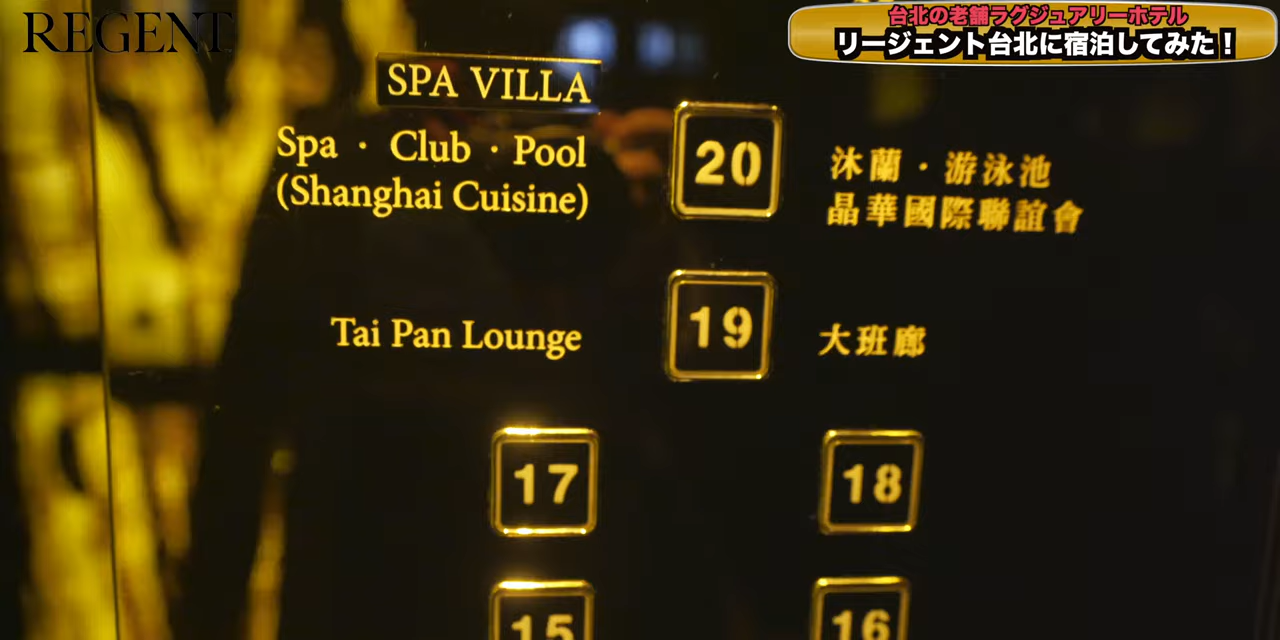 REGENT
台北の老舗ラグジュアリーホテル
リージェント台北に宿泊してみた！
SPA VILLA
Spa · Club · Pool
(Shanghai Cuisine)
20
沐蘭·游泳池
晶華國際聯誼會
Tai Pan Lounge
19
大班廊
17
18
15
16